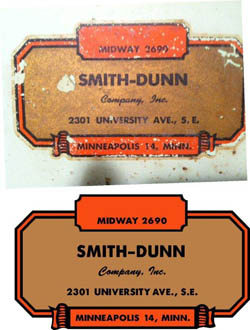 MIDWAY 2690
SMITH-DUNN
Company, Inc.
2301 UNIVERSITY AVE., S. E.
MINNEAPOLIS 14, MINN.
MIDWAY 2690
SMITH-DUNN
Company, Inc.
2301 UNIVERSITY AVE., S.E.
MINNEAPOLIS 14, MINN.